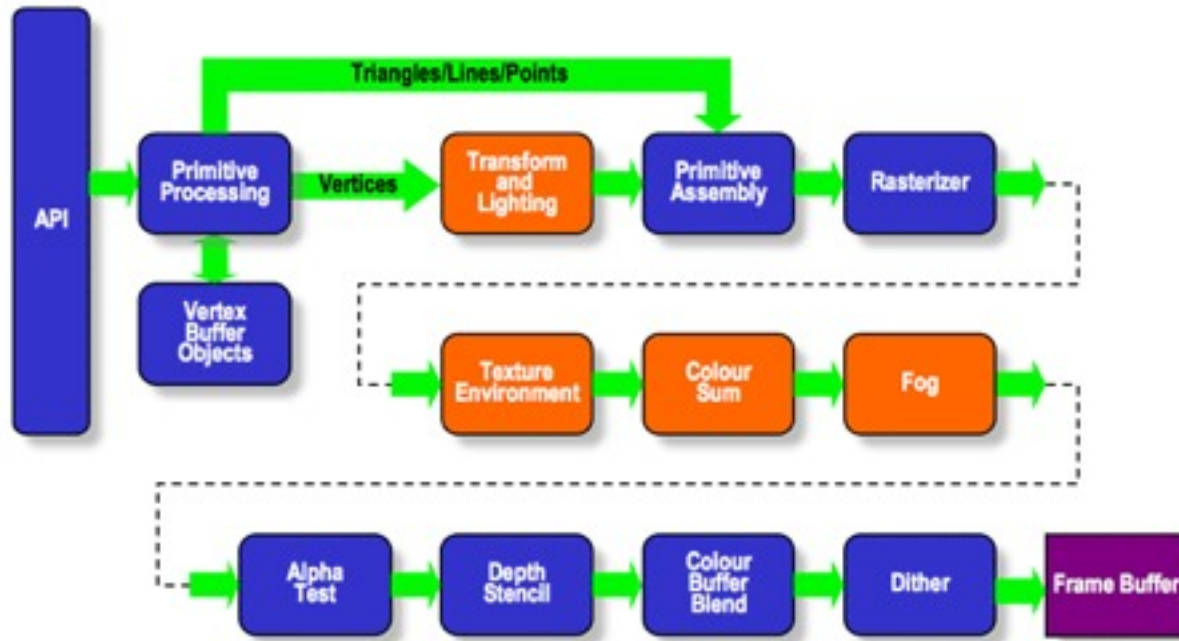 Triangles/Lines/Points
API
Primitive
Processing
Vertices
Transform
and
Lighting
Primitive
Assembly
Rasterizer
Vertex
Buffer
Objects
Texture
Environment
Colour
Sum
Fog
Alpha
Test
Depth
Stencil
Colour
Buffer
Blend
Dither
Frame Buffer